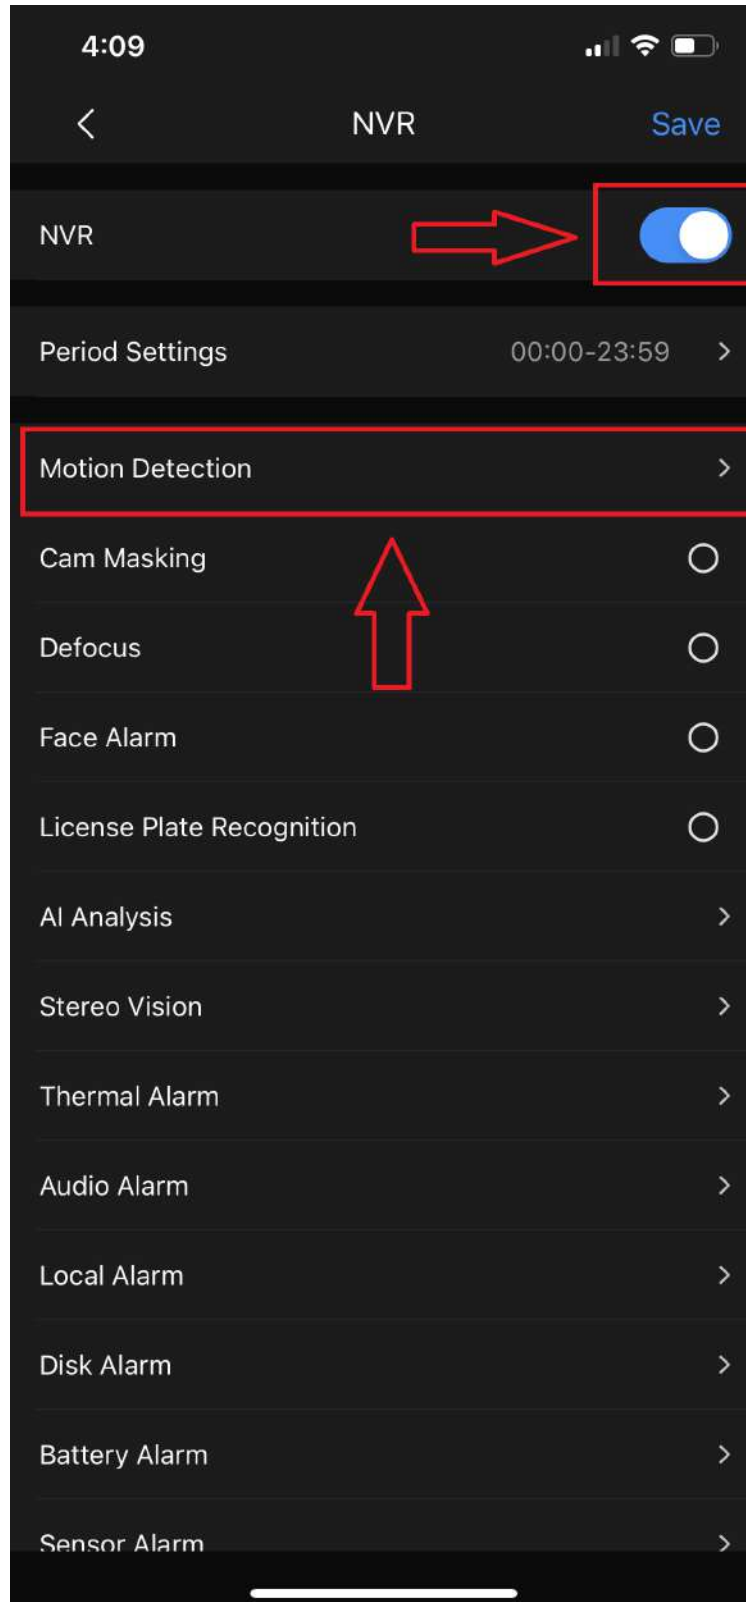 4:09
NVR
Save
NVR
Period Settings
00:00-23:59
Motion Detection
Cam Masking
Defocus
Face Alarm
License Plate Recognition
AI Analysis
Stereo Vision
Thermal Alarm
Audio Alarm
Local Alarm
Disk Alarm
Battery Alarm
Sensor Alarm